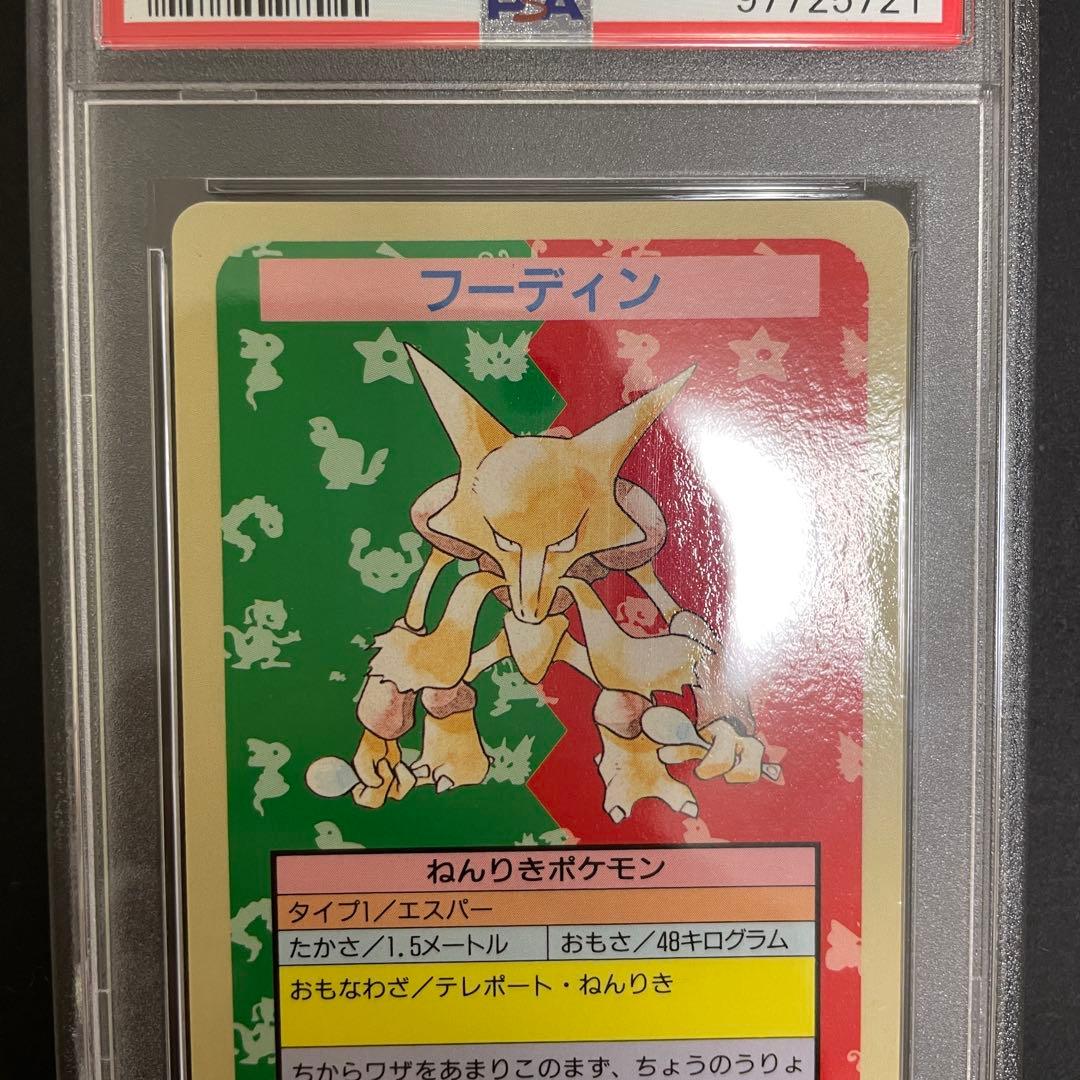 PSA
97725721
フーディン
ねんりきポケモン
タイプ1／エスパー
たかさ／1.5メートル
おもさ／48キログラム
おもなわざ／テレポート・ねんりき
ちからワザをあまりこのまず、ちょうのうりょ